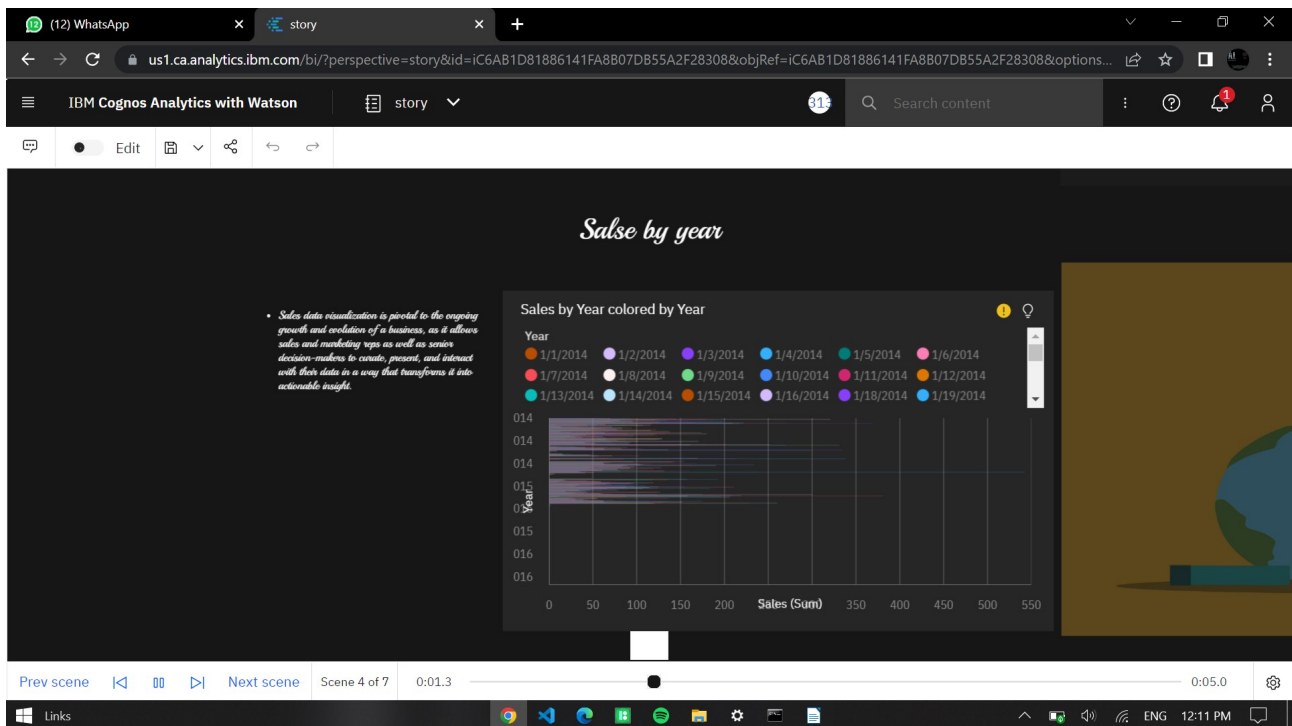 (12) WhatsApp
story
us1.ca.analytics.ibm.com/bi/?perspective=story&id=iC6AB1D81886141FA8B07DB55A2F28308&objRef=iC6AB1D81886141FA8B07DB55A2F28308&options...
IBM Cognos Analytics with Watson
story
313
Search content
1
Edit
Salse by year
• Sales data visualization is pivotal to the ongoing
growth and evolution of a business, as it allows
sales and marketing reps as well as senior
decision-makers to curate, present, and interact
with their data in a way that transforms it into
actionable insight.
Sales by Year colored by Year
Year
1/1/2014 1/2/2014 1/3/2014 1/4/2014 1/5/2014 1/6/2014
1/7/2014 1/8/2014 1/9/2014 1/10/2014 1/11/2014 1/12/2014
1/13/2014 1/14/2014 1/15/2014 1/16/2014 1/18/2014 1/19/2014
014
014
014
015
Year
015
016
016
0 50 100 150 200 Sales (Sum) 350 400 450 500 550
Prev scene
Next scene
Scene 4 of 7
0:01.3
0:05.0
Links
ENG
12:11 PM